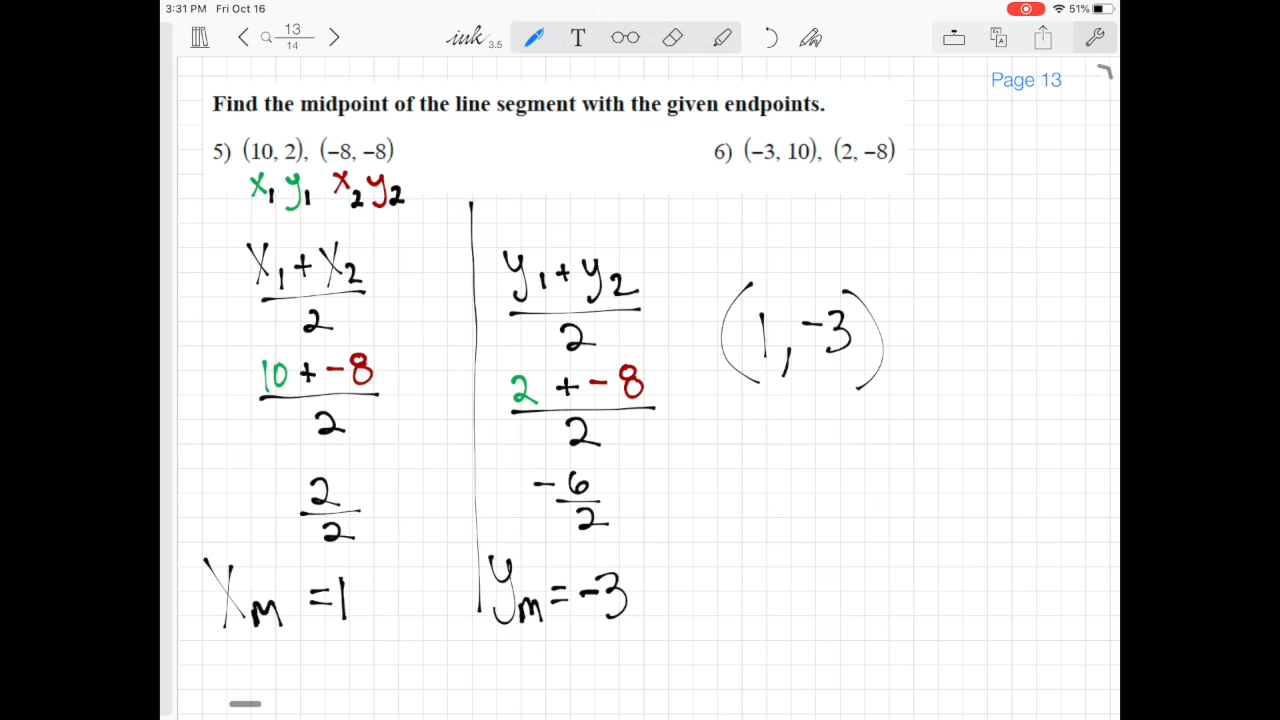 3:31 PM Fri Oct 16
51%
13
14
ink 3.5
T
A
Page 13
Find the midpoint of the line segment with the given endpoints.
5) (10, 2), (−8, −8)
6) (−3, 10), (2, −8)
x₁ y₁ x₂ y₂
x₁ + x₂
2
10 + -8
2
2
2
xₘ = 1
y₁ + y₂
2
2 + -8
2
-6
2
yₘ = -3
(1, -3)